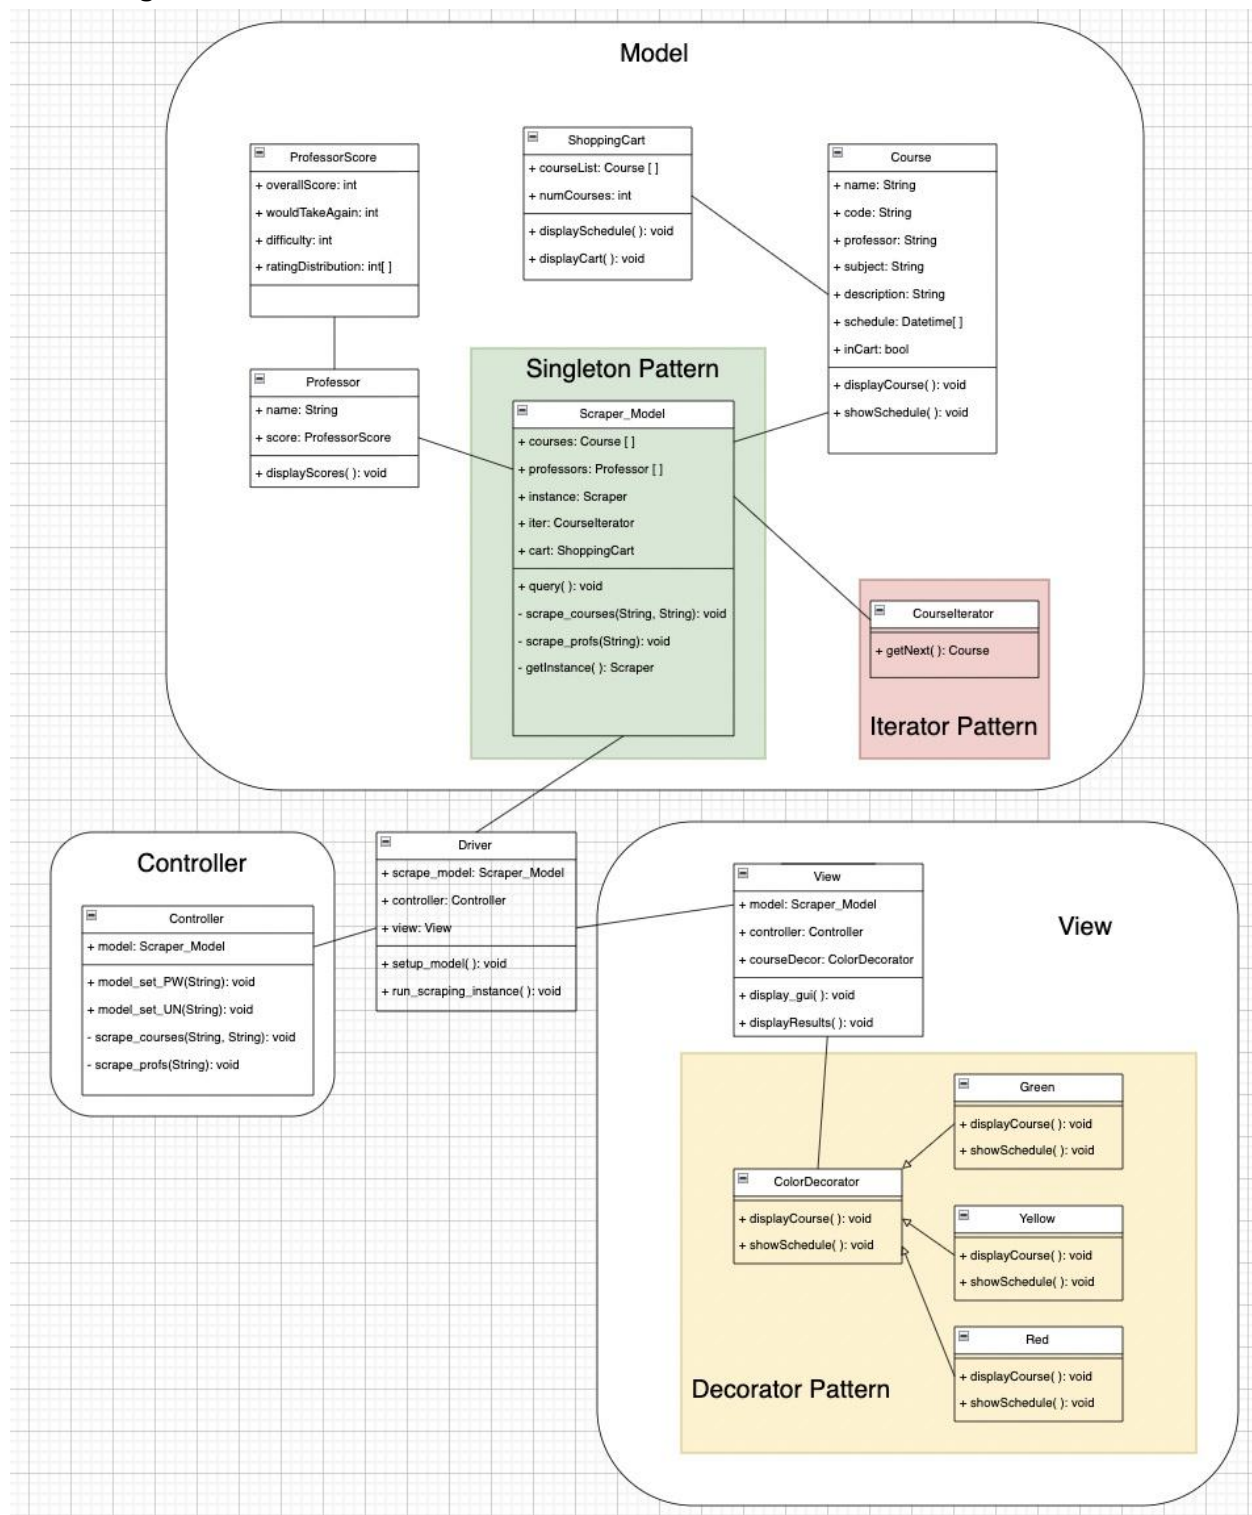 Model
ProfessorScore
+ overallScore: int
+ wouldTakeAgain: int
+ difficulty: int
+ ratingDistribution: int[ ]
ShoppingCart
+ courseList: Course [ ]
+ numCourses: int
+ displaySchedule( ): void
+ displayCart( ): void
Course
+ name: String
+ code: String
+ professor: String
+ subject: String
+ description: String
+ schedule: Datetime[ ]
+ inCart: bool
+ displayCourse( ): void
+ showSchedule( ): void
Professor
+ name: String
+ score: ProfessorScore
+ displayScores( ): void
Singleton Pattern
Scraper_Model
+ courses: Course [ ]
+ professors: Professor [ ]
+ instance: Scraper
+ iter: CourseIterator
+ cart: ShoppingCart
+ query( ): void
- scrape_courses(String, String): void
- scrape_profs(String): void
- getInstance( ): Scraper
CourseIterator
+ getNext( ): Course
Iterator Pattern
Controller
Controller
+ model: Scraper_Model
+ model_set_PW(String): void
+ model_set_UN(String): void
- scrape_courses(String, String): void
- scrape_profs(String): void
Driver
+ scrape_model: Scraper_Model
+ controller: Controller
+ view: View
+ setup_model( ): void
+ run_scraping_instance( ): void
View
View
+ model: Scraper_Model
+ controller: Controller
+ courseDecor: ColorDecorator
+ display_gui( ): void
+ displayResults( ): void
ColorDecorator
+ displayCourse( ): void
+ showSchedule( ): void
Green
+ displayCourse( ): void
+ showSchedule( ): void
Yellow
+ displayCourse( ): void
+ showSchedule( ): void
Red
+ displayCourse( ): void
+ showSchedule( ): void
Decorator Pattern